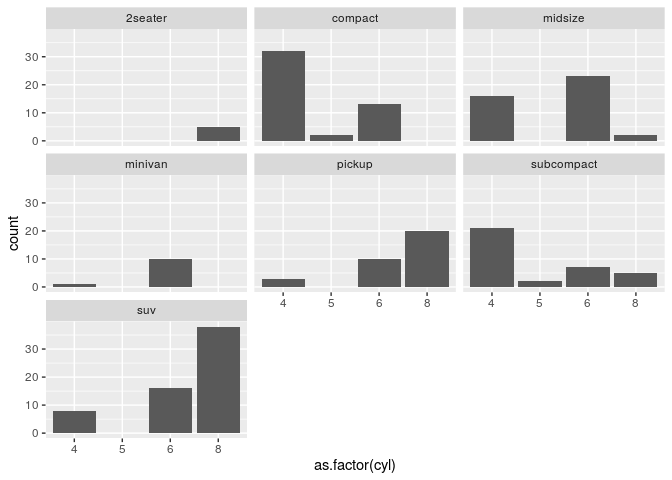 2seater compact midsize
30
20
10
0
minivan pickup subcompact
30
20
10
0
4 5 6 8 4 5 6 8
suv
30
20
10
0
4 5 6 8
count
as.factor(cyl)